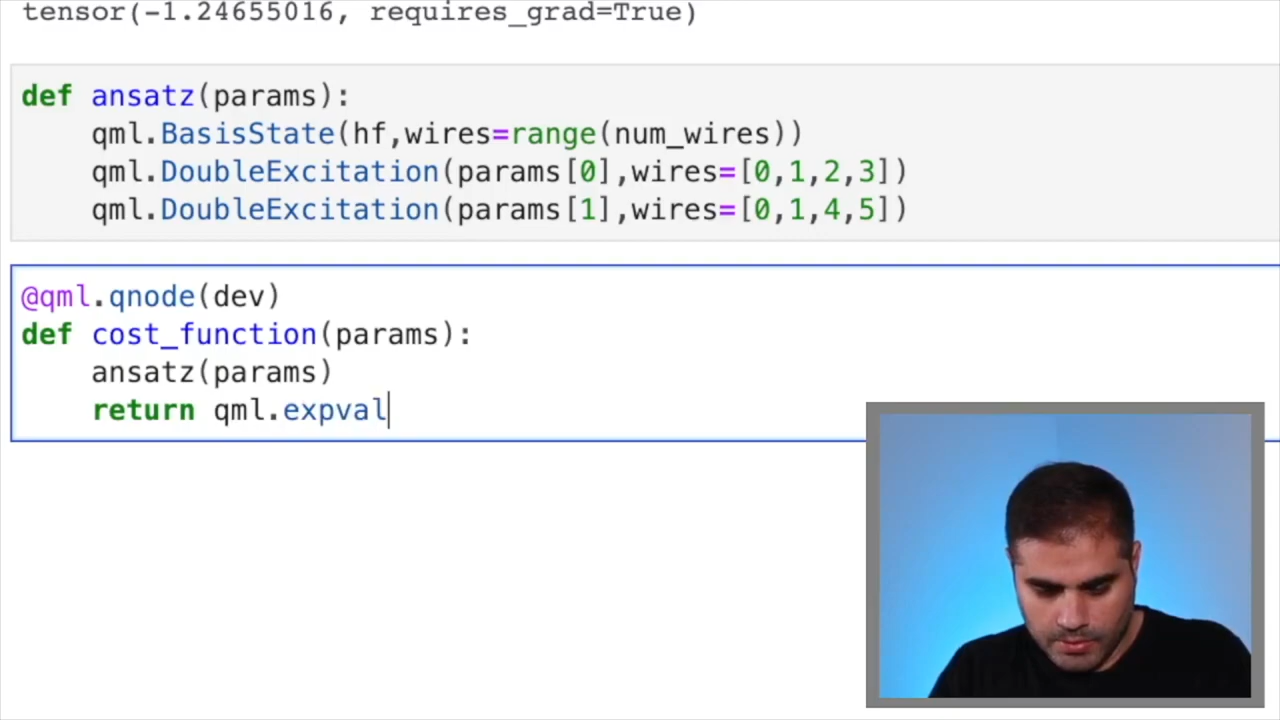 tensor(-1.24655016, requires_grad=True)
def ansatz(params):
    qml.BasisState(hf,wires=range(num_wires))
    qml.DoubleExcitation(params[0],wires=[0,1,2,3])
    qml.DoubleExcitation(params[1],wires=[0,1,4,5])
@qml.qnode(dev)
def cost_function(params):
    ansatz(params)
    return qml.expval